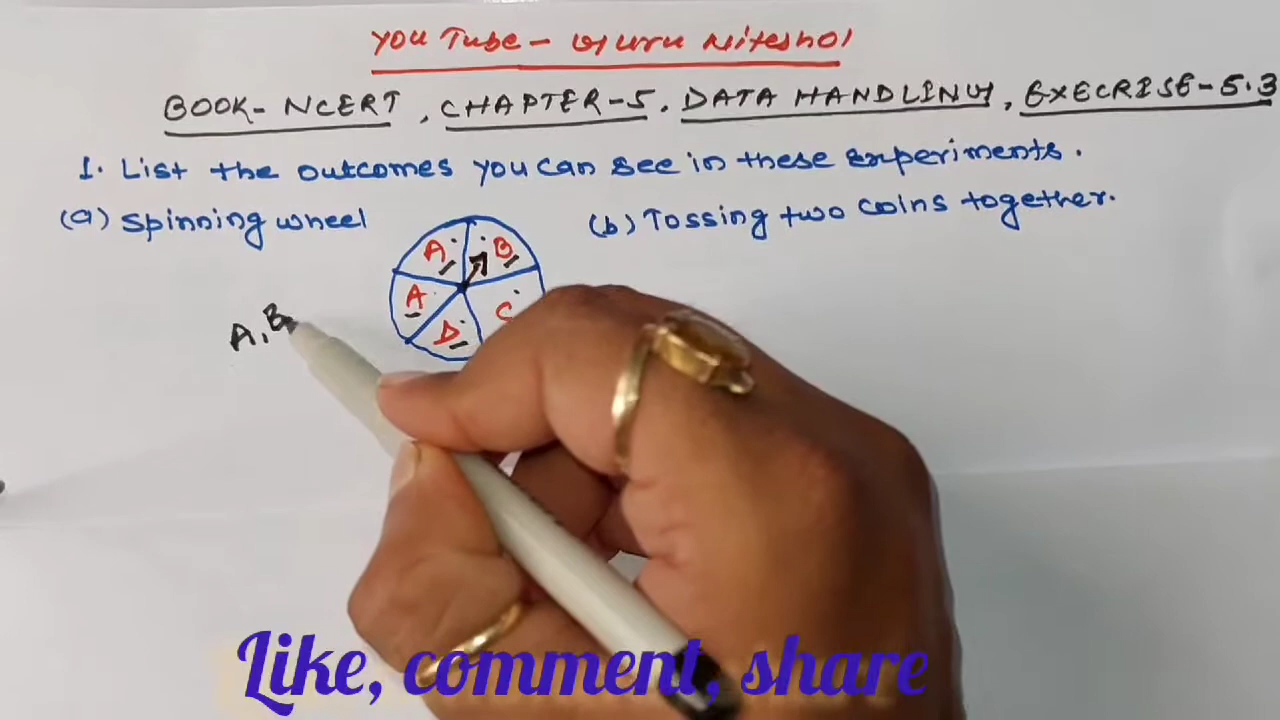 YOU Tube - Guru Nitesh01
BOOK- NCERT , CHAPTER-5. DATA HANDLING, EXECRISE-5.3
1. List the outcomes you can see in these experiments.
(a) Spinning wheel
(b) Tossing two coins together.
A B
A C
D
A, B
Like, comment, share